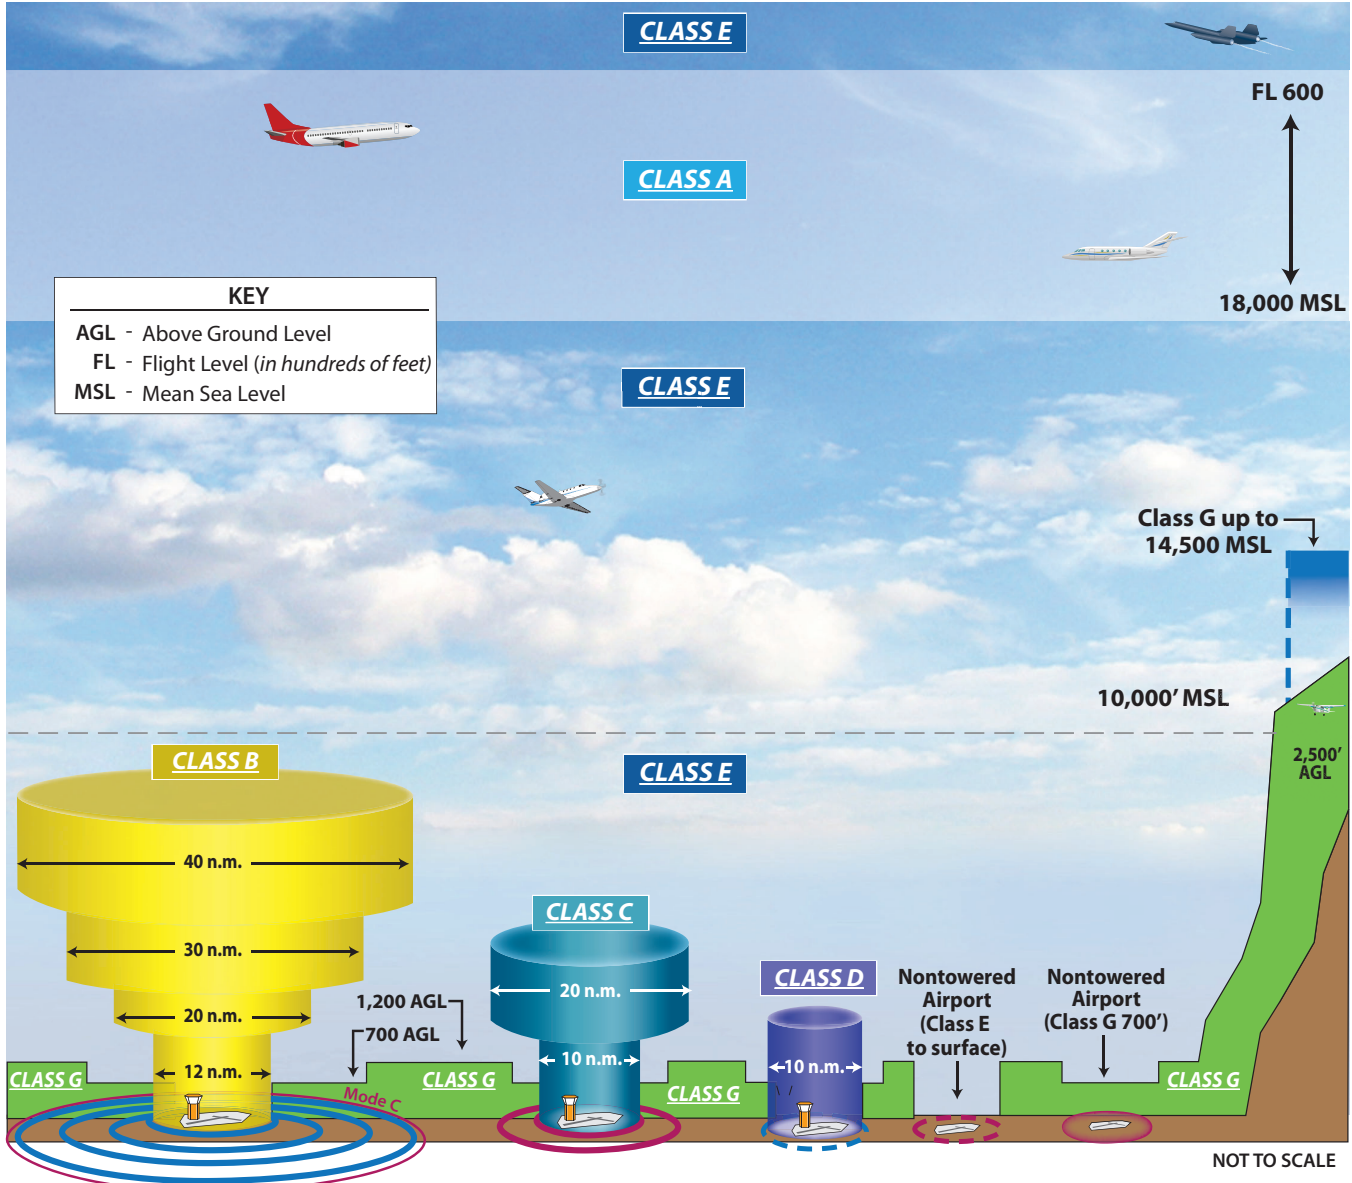 CLASS E
FL 600
CLASS A
18,000 MSL
KEY
AGL - Above Ground Level
FL - Flight Level (in hundreds of feet)
MSL - Mean Sea Level
CLASS E
Class G up to
14,500 MSL
10,000’ MSL
2,500’
AGL
CLASS B
CLASS E
40 n.m.
30 n.m.
20 n.m.
12 n.m.
1,200 AGL
700 AGL
CLASS C
20 n.m.
10 n.m.
CLASS D
10 n.m.
Nontowered
Airport
(Class E
to surface)
Nontowered
Airport
(Class G 700’)
CLASS G
CLASS G
CLASS G
CLASS G
Mode C
NOT TO SCALE